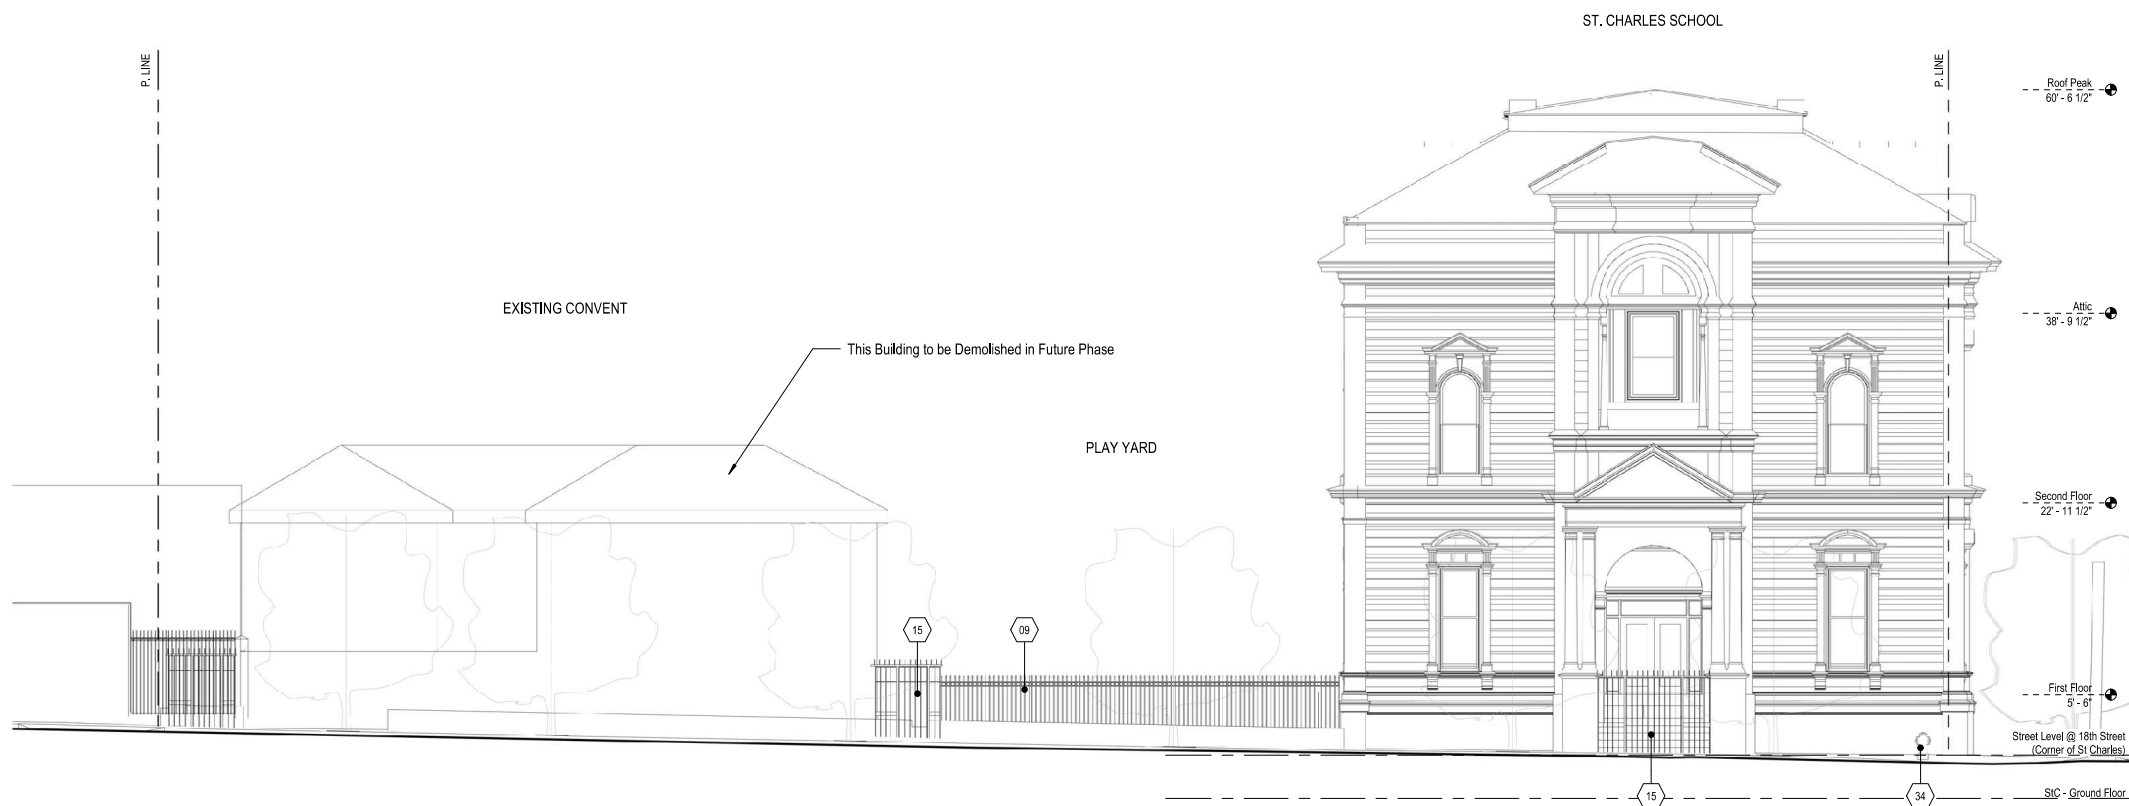 ST. CHARLES SCHOOL
P. LINE
P. LINE
Roof Peak
60' - 6 1/2"
EXISTING CONVENT
Attic
38' - 9 1/2"
This Building to be Demolished in Future Phase
PLAY YARD
Second Floor
22' - 11 1/2"
15
09
First Floor
5' - 6"
Street Level @ 18th Street
(Corner of St Charles)
15
34
StC - Ground Floor